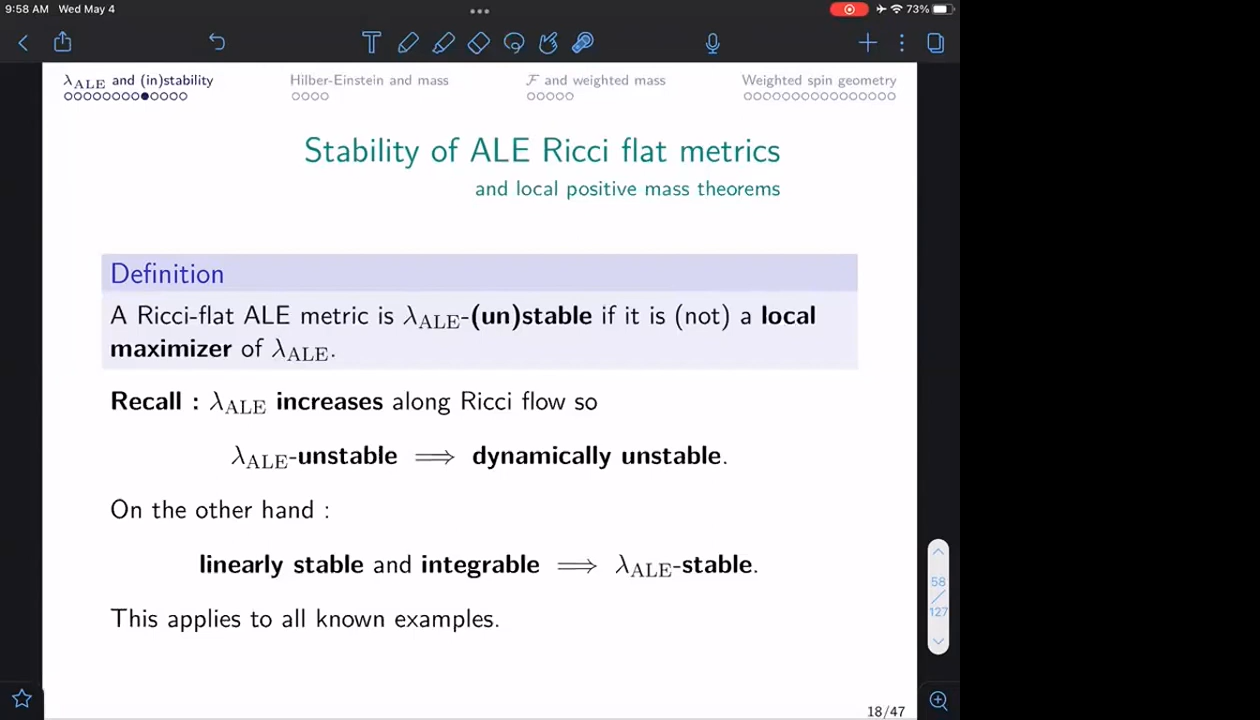 9:58 AM Wed May 4
73%
λ_ALE and (in)stability
Hilber-Einstein and mass
ℱ and weighted mass
Weighted spin geometry
Stability of ALE Ricci flat metrics
and local positive mass theorems
Definition
A Ricci-flat ALE metric is λ_ALE-(un)stable if it is (not) a local
maximizer of λ_ALE.
Recall : λ_ALE increases along Ricci flow so
λ_ALE-unstable ⟹ dynamically unstable.
On the other hand :
linearly stable and integrable ⟹ λ_ALE-stable.
This applies to all known examples.
58
/
127
18/47